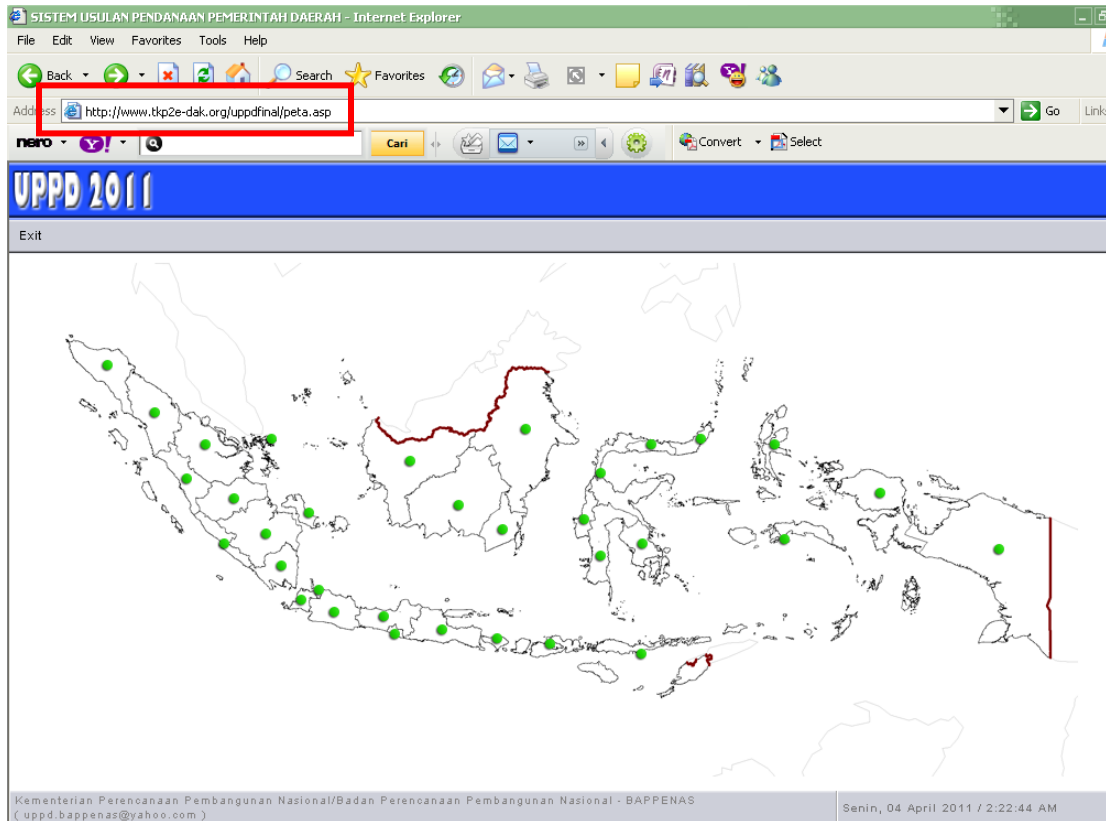 SISTEM USULAN PENDANAAN PEMERINTAH DAERAH - Internet Explorer
File Edit View Favorites Tools Help
Back Search Favorites
Address http://www.tkp2e-dak.org/uppdfinal/peta.asp Go Links
nero Y! Cari Convert Select
UPPD 2011
Exit
Kementerian Perencanaan Pembangunan Nasional/Badan Perencanaan Pembangunan Nasional - BAPPENAS
( uppd.bappenas@yahoo.com )
Senin, 04 April 2011 / 2:22:44 AM